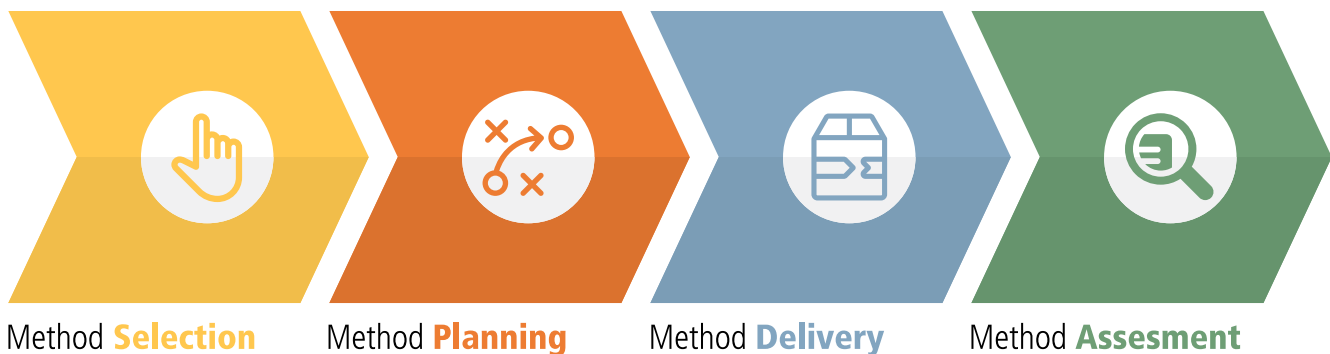 Method Selection
Method Planning
Method Delivery
Method Assesment